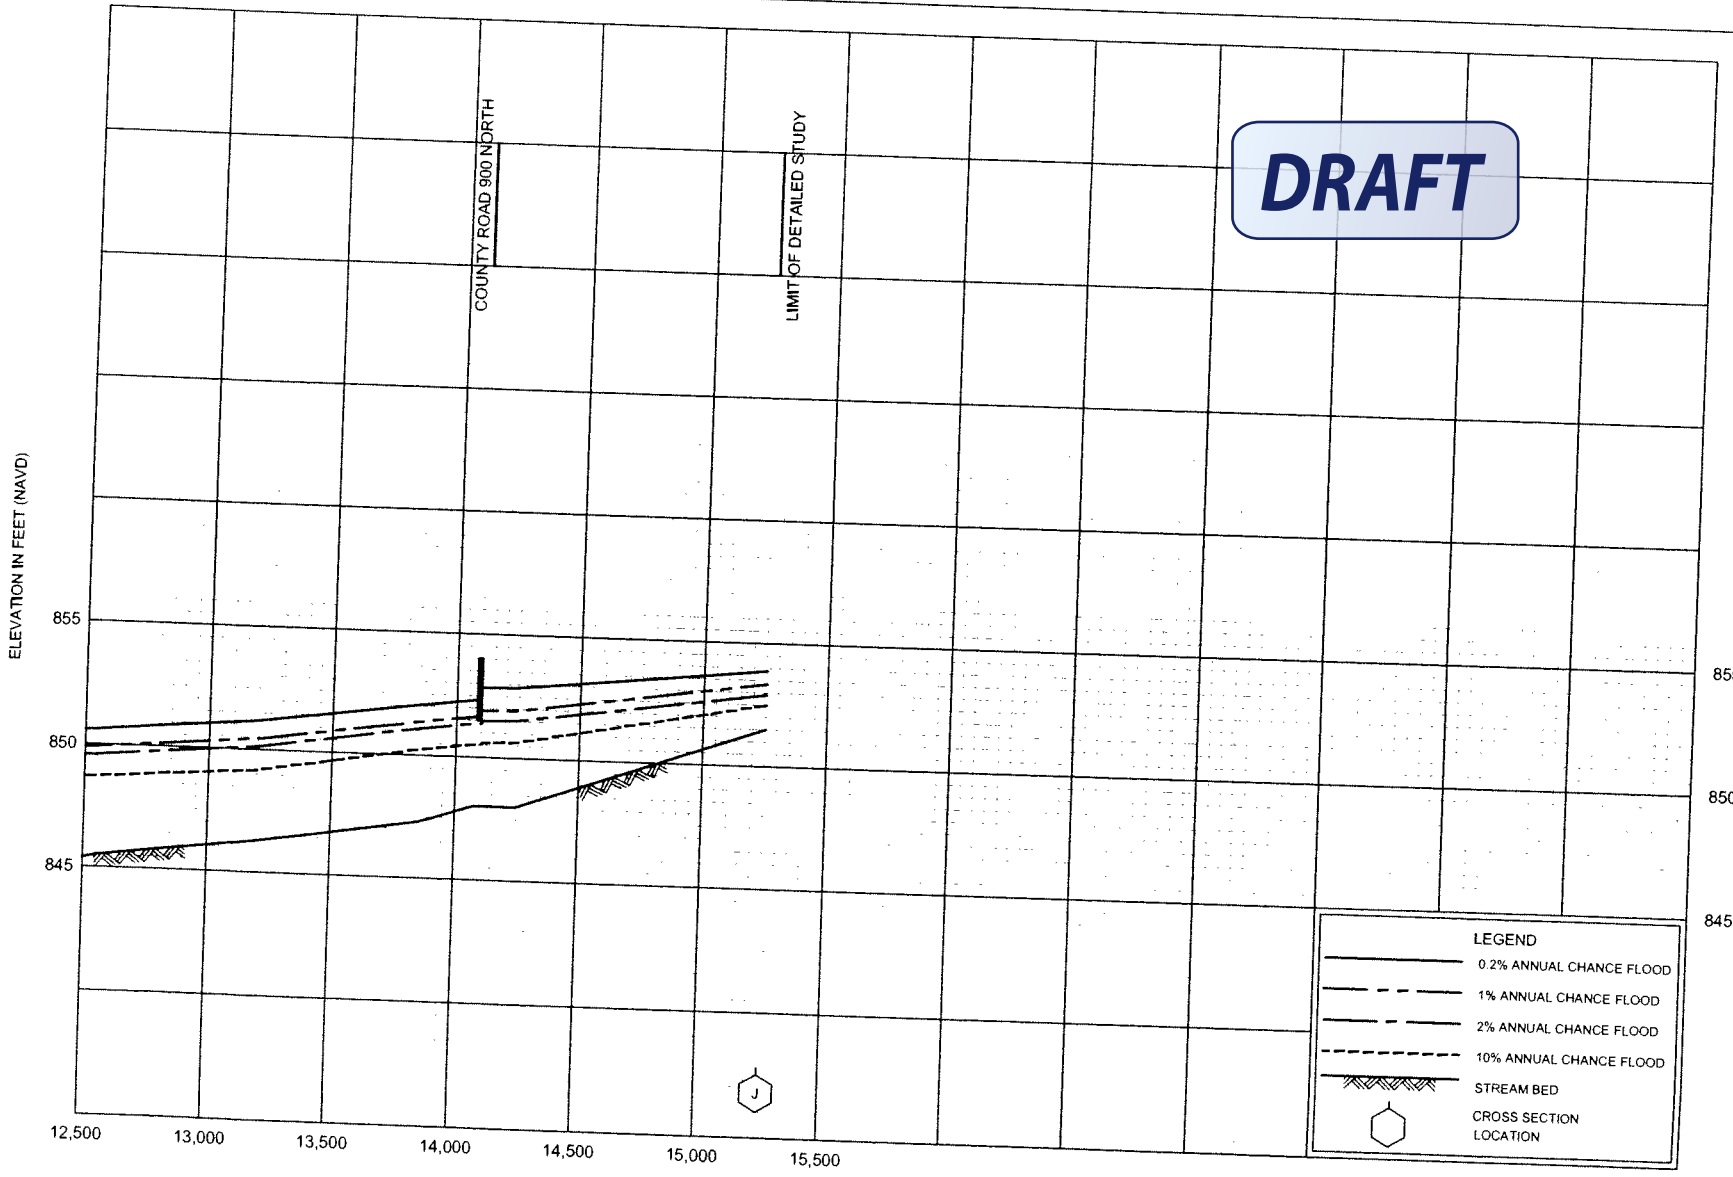 COUNTY ROAD 900 NORTH
LIMIT OF DETAILED STUDY
DRAFT
ELEVATION IN FEET (NAVD)
855
850
845
850
845
J
12,500
13,000
13,500
14,000
14,500
15,000
15,500
LEGEND
0.2% ANNUAL CHANCE FLOOD
1% ANNUAL CHANCE FLOOD
2% ANNUAL CHANCE FLOOD
10% ANNUAL CHANCE FLOOD
STREAM BED
CROSS SECTION
LOCATION